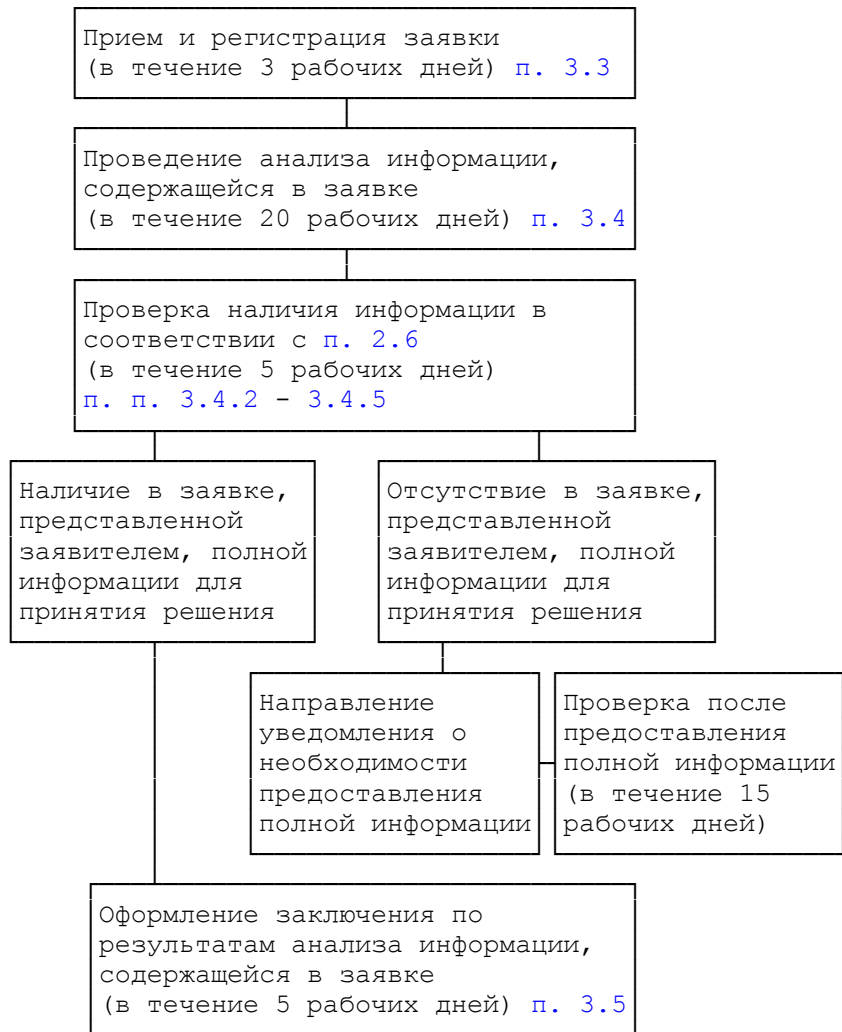 Прием и регистрация заявки
(в течение 3 рабочих дней) п. 3.3
Проведение анализа информации,
содержащейся в заявке
(в течение 20 рабочих дней) п. 3.4
Проверка наличия информации в
соответствии с п. 2.6
(в течение 5 рабочих дней)
п. п. 3.4.2 - 3.4.5
Наличие в заявке,
представленной
заявителем, полной
информации для
принятия решения
Отсутствие в заявке,
представленной
заявителем, полной
информации для
принятия решения
Направление
уведомления о
необходимости
предоставления
полной информации
Проверка после
предоставления
полной информации
(в течение 15
рабочих дней)
Оформление заключения по
результатам анализа информации,
содержащейся в заявке
(в течение 5 рабочих дней) п. 3.5